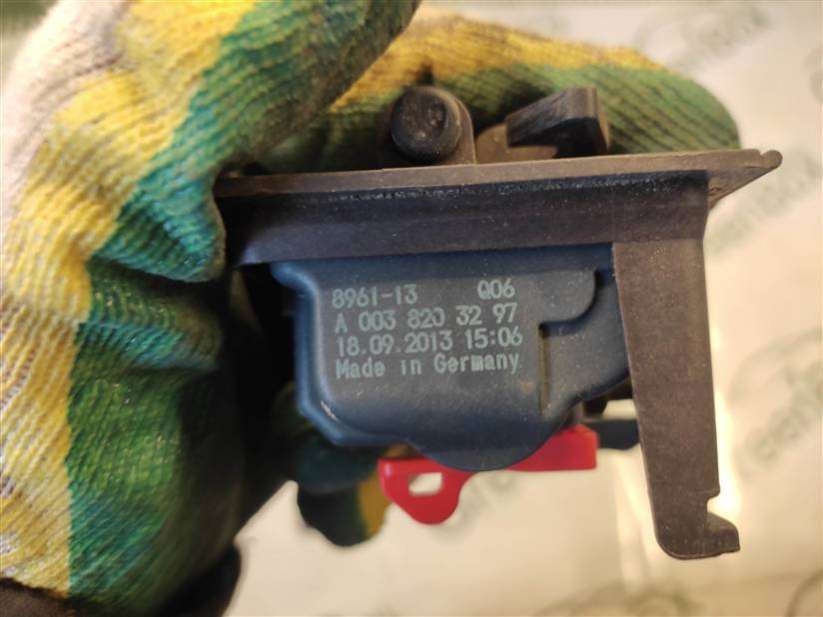 8961-13 Q06
A 003 820 32 97
18.09.2013 15:06
Made in Germany